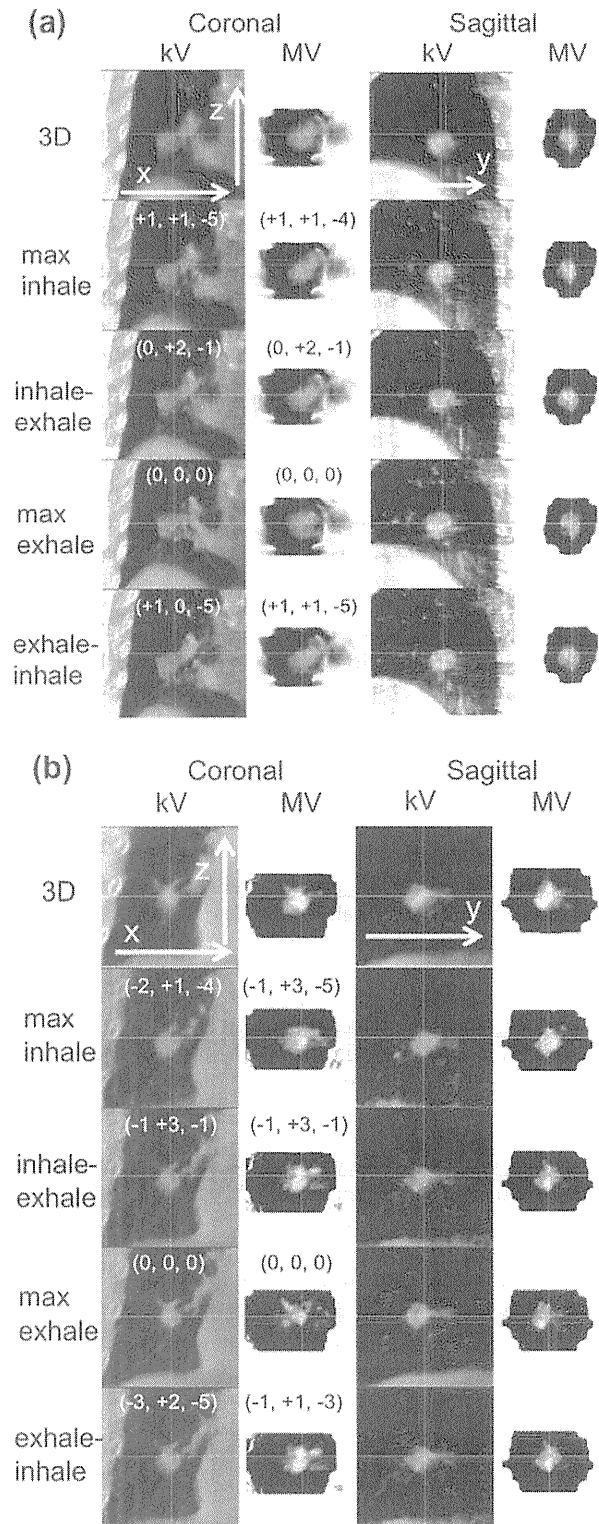 (a)
Coronal Sagittal
kV MV kV MV
3D
z
x
y
(+1, +1, -5) (+1, +1, -4)
max
inhale
(0, +2, -1) (0, +2, -1)
inhale-
exhale
(0, 0, 0) (0, 0, 0)
max
exhale
(+1, 0, -5) (+1, +1, -5)
exhale-
inhale
(b)
Coronal Sagittal
kV MV kV MV
3D
z
x
y
(-2, +1, -4) (-1, +3, -5)
max
inhale
(-1 +3, -1) (-1, +3, -1)
inhale-
exhale
(0, 0, 0) (0, 0, 0)
max
exhale
(-3, +2, -5) (-1, +1, -3)
exhale-
inhale